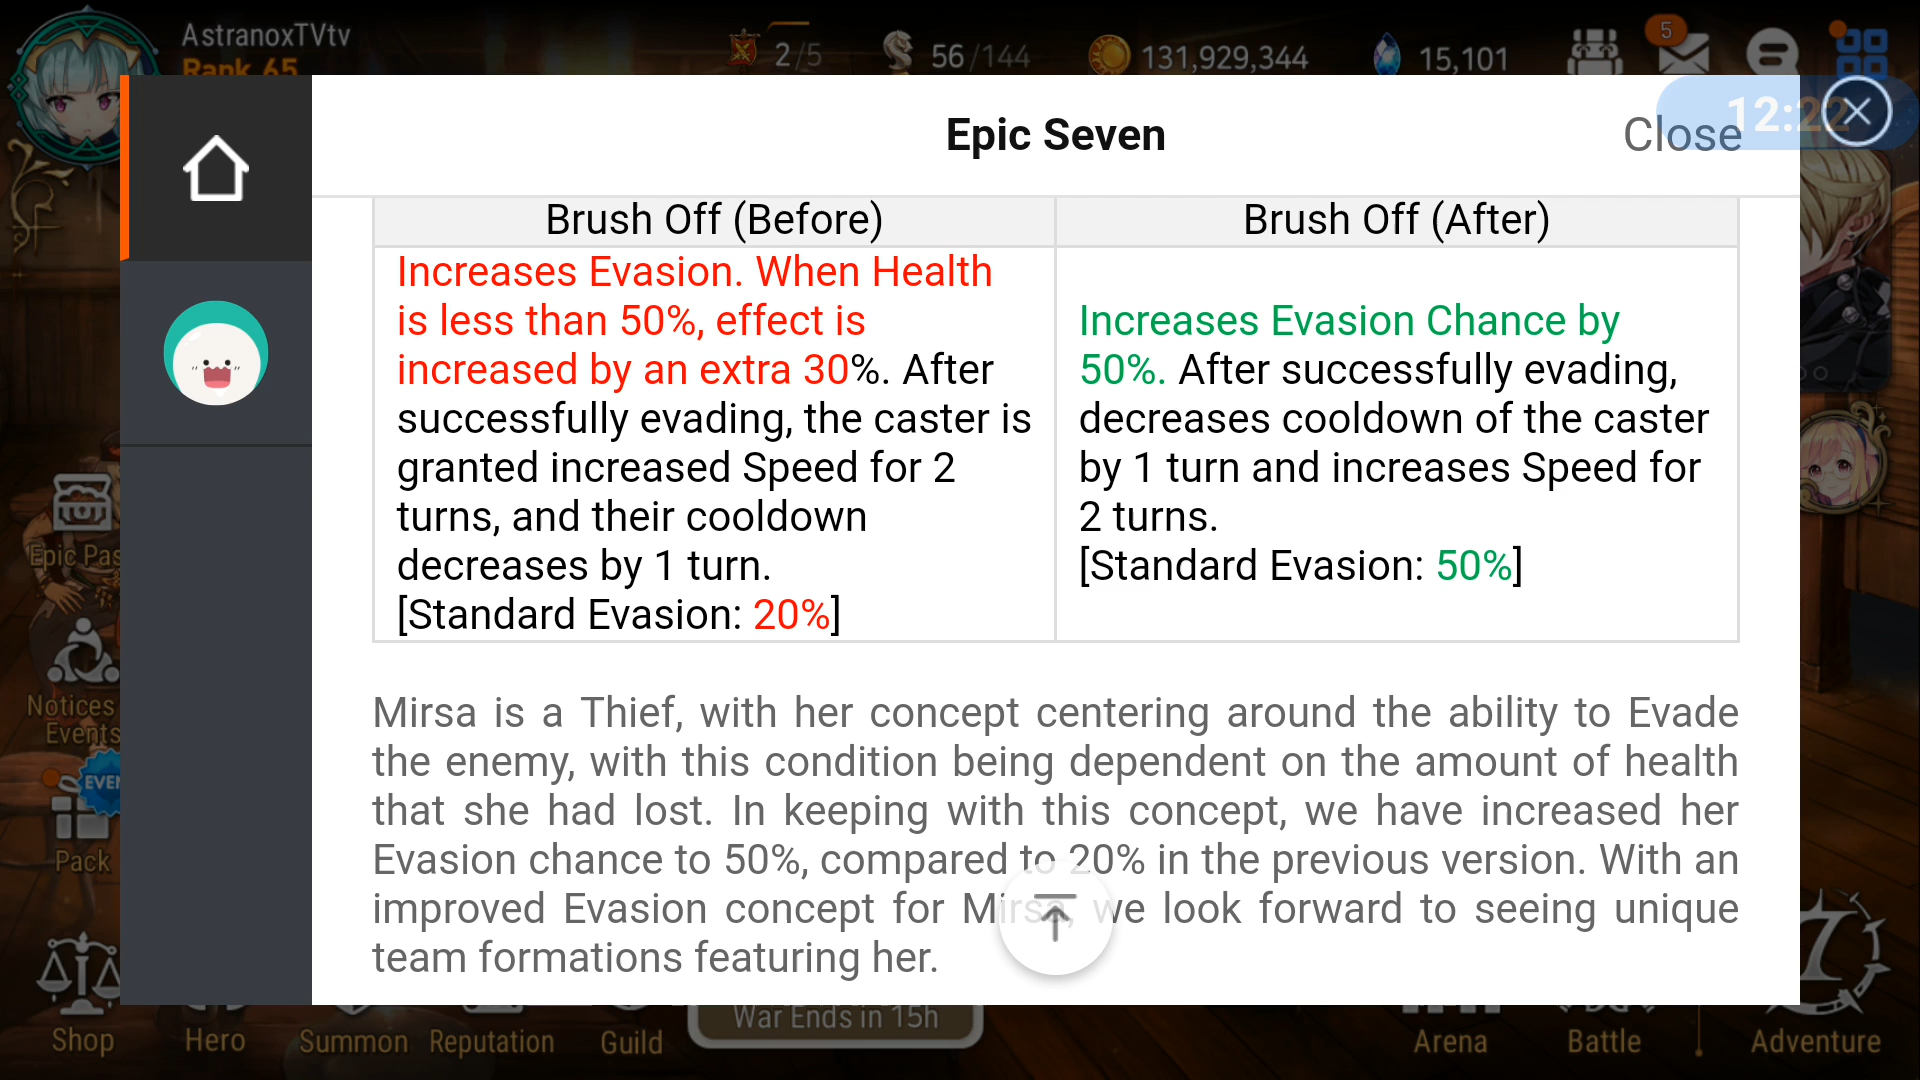 AstranoxTVtv
Rank 65
2/5
56/144
131,929,344
15,101
5
12:22
Epic Seven
Close
Brush Off (Before)
Brush Off (After)
Increases Evasion. When Health
is less than 50%, effect is
increased by an extra 30%. After
successfully evading, the caster is
granted increased Speed for 2
turns, and their cooldown
decreases by 1 turn.
[Standard Evasion: 20%]
Increases Evasion Chance by
50%. After successfully evading,
decreases cooldown of the caster
by 1 turn and increases Speed for
2 turns.
[Standard Evasion: 50%]
Mirsa is a Thief, with her concept centering around the ability to Evade
the enemy, with this condition being dependent on the amount of health
that she had lost. In keeping with this concept, we have increased her
Evasion chance to 50%, compared to 20% in the previous version. With an
improved Evasion concept for Mirsa, we look forward to seeing unique
team formations featuring her.
Epic Pas
Notices
Events
EVEN
Pack
Shop
Hero
Summon
Reputation
Guild
War Ends in 15h
Arena
Battle
Adventure